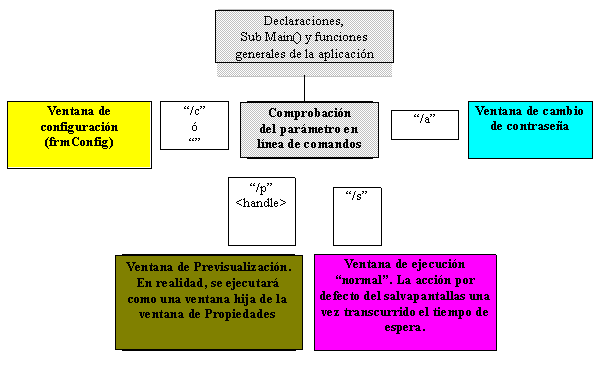 Declaraciones,
Sub Main() y funciones
generales de la aplicación
Ventana de
configuración
(frmConfig)
“/c”
ó
“”
Comprobación
del parámetro en
línea de comandos
“/a”
Ventana de cambio
de contraseña
“/p”
<handle>
“/s”
Ventana de Previsualización.
En realidad, se ejecutará
como una ventana hija de la
ventana de Propiedades
Ventana de ejecución
“normal”. La acción por
defecto del salvapantallas una
vez transcurrido el tiempo de
espera.